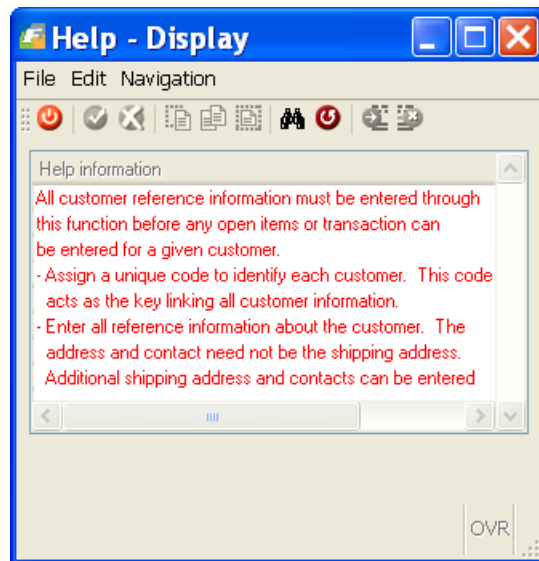 Help - Display
File Edit Navigation
Help information
All customer reference information must be entered through
this function before any open items or transaction can
be entered for a given customer.
- Assign a unique code to identify each customer.  This code
acts as the key linking all customer information.
- Enter all reference information about the customer.  The
address and contact need not be the shipping address.
Additional shipping address and contacts can be entered
OVR